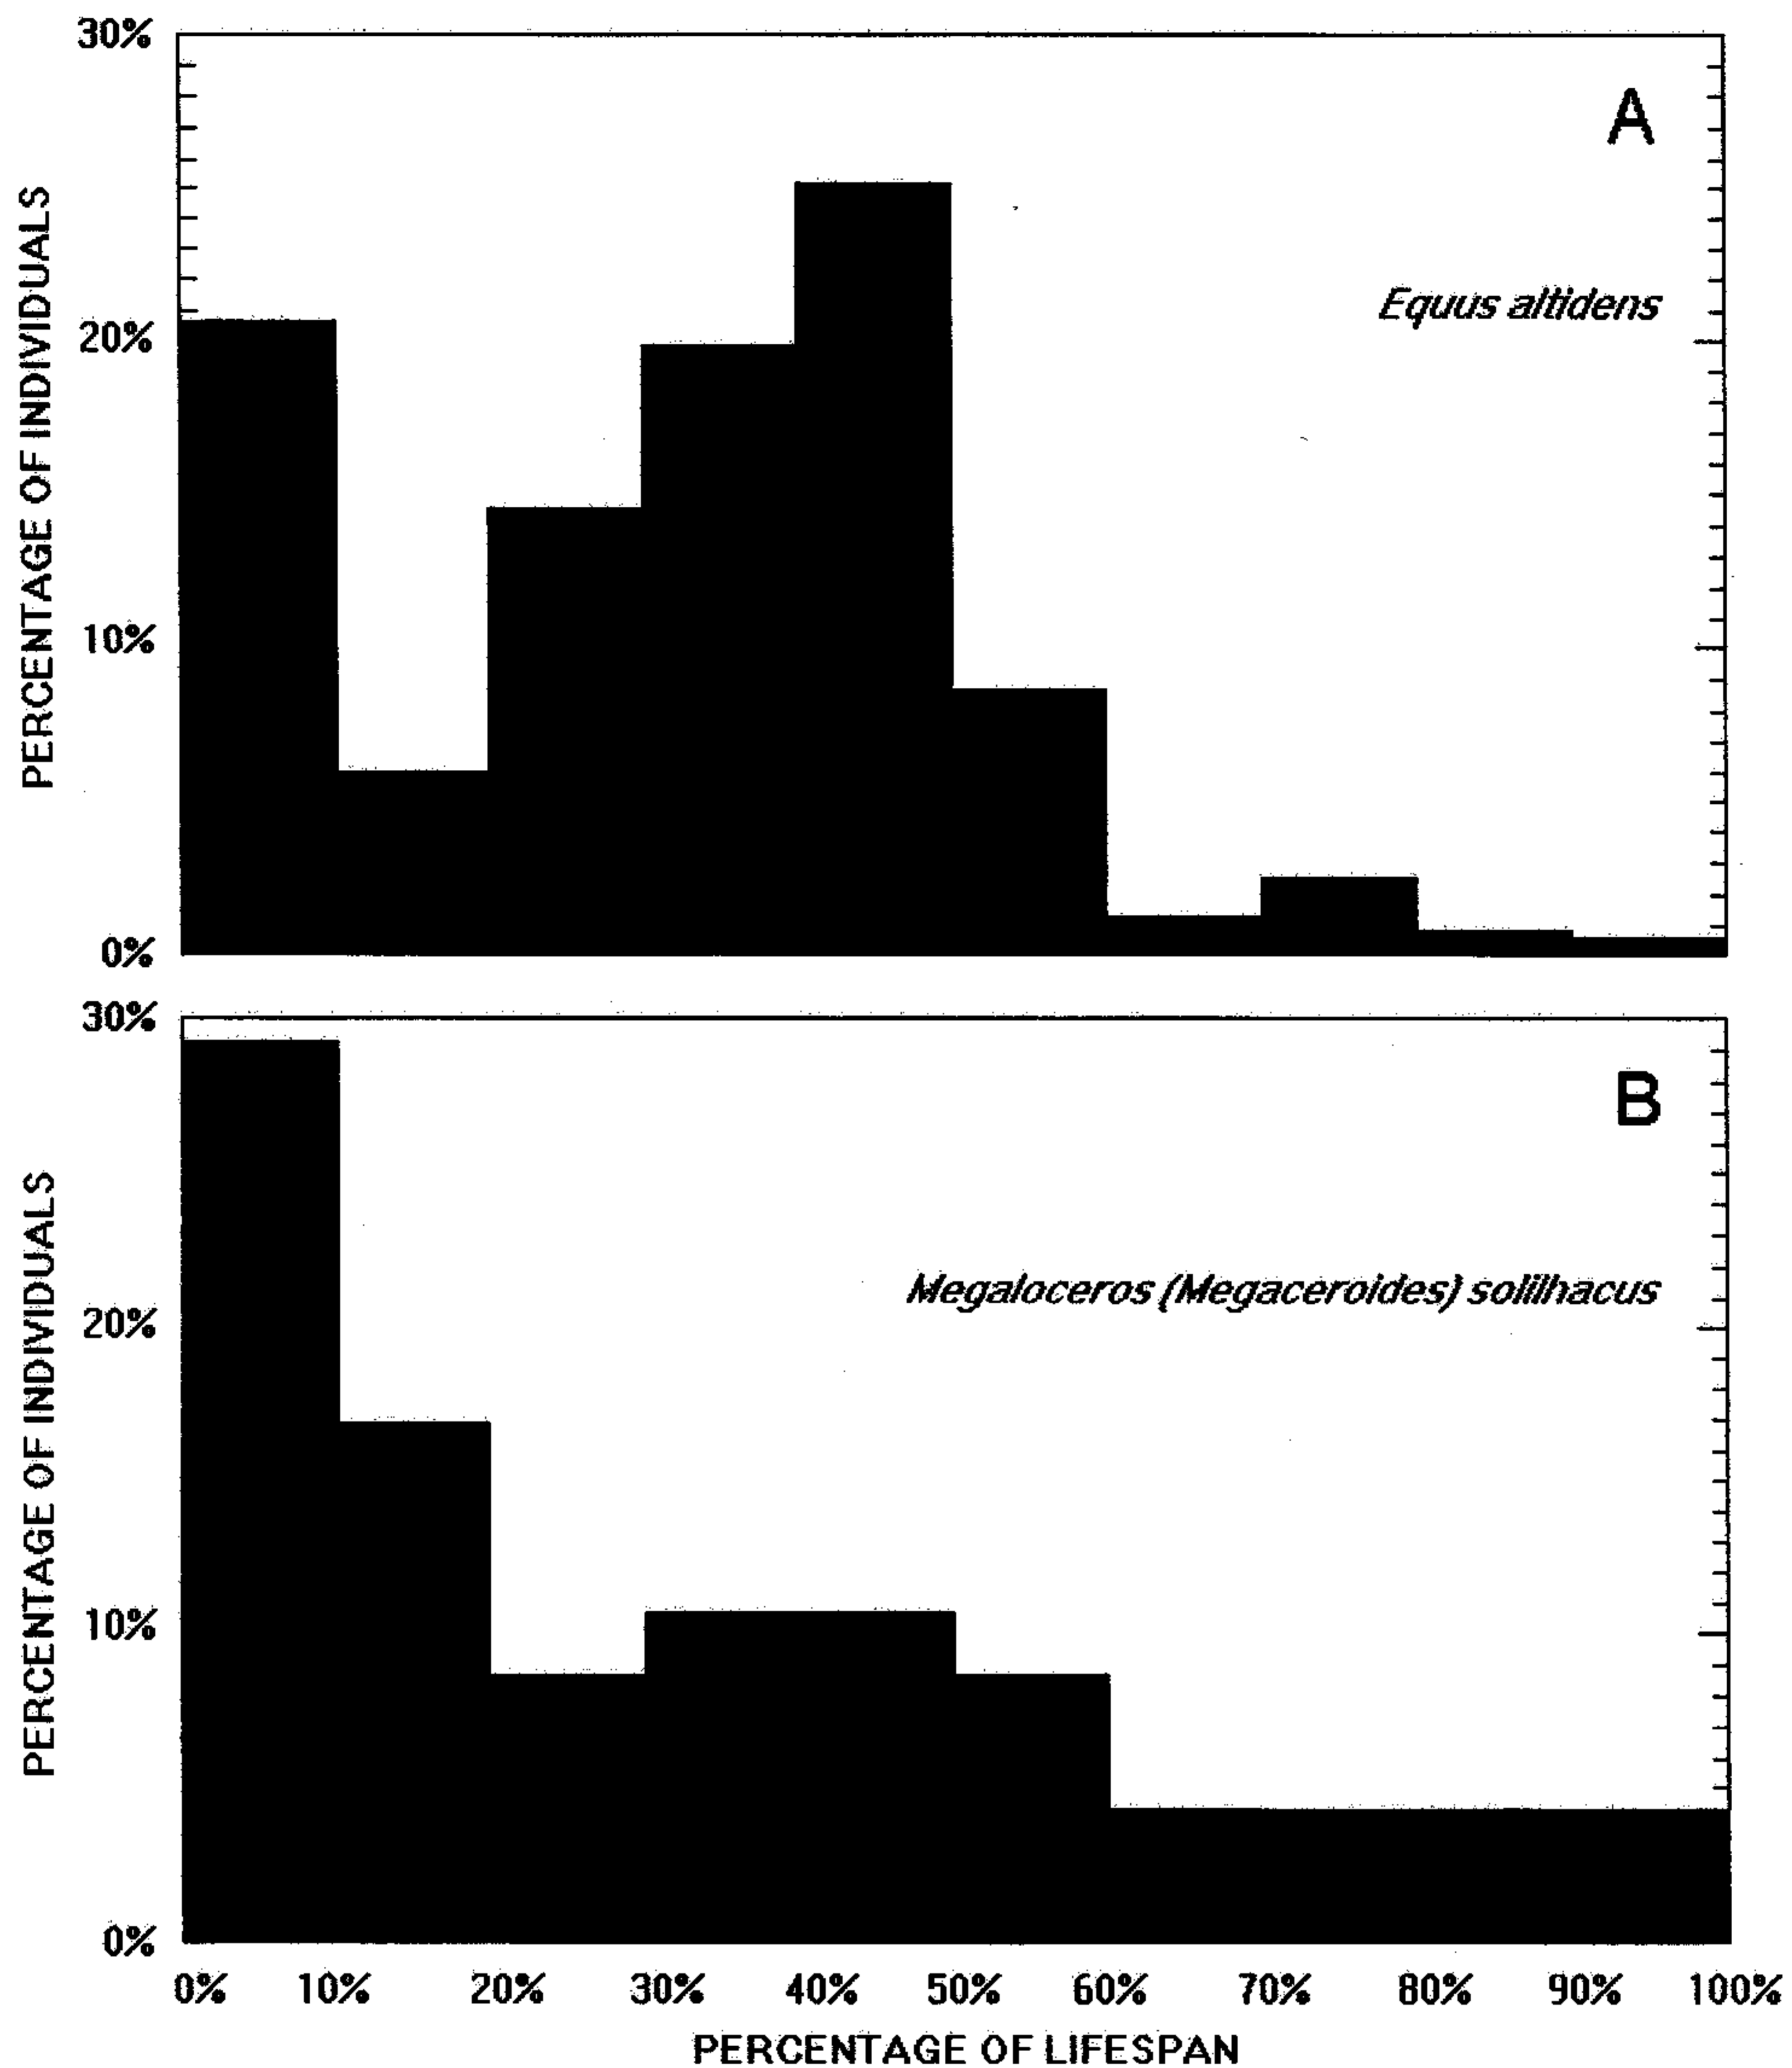 30%
A
PERCENTAGE OF INDIVIDUALS
Equus altidens
20%
10%
0%
30%
B
PERCENTAGE OF INDIVIDUALS
Megaloceros (Megaceroides) solilhacus
20%
10%
0%
0% 10% 20% 30% 40% 50% 60% 70% 80% 90% 100%
PERCENTAGE OF LIFESPAN